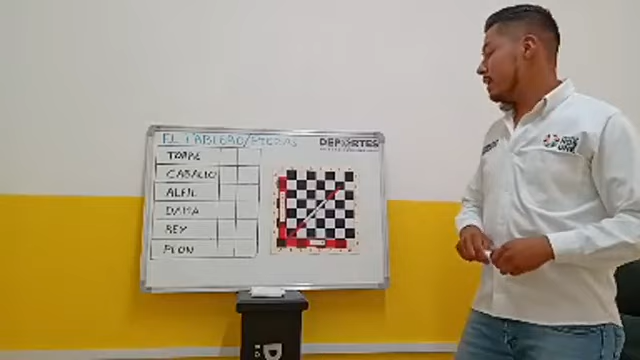 EL TABLERO/PIEZAS
DEPORTES
TORRE
CABALLO
ALFIL
DAMA
REY
PEON